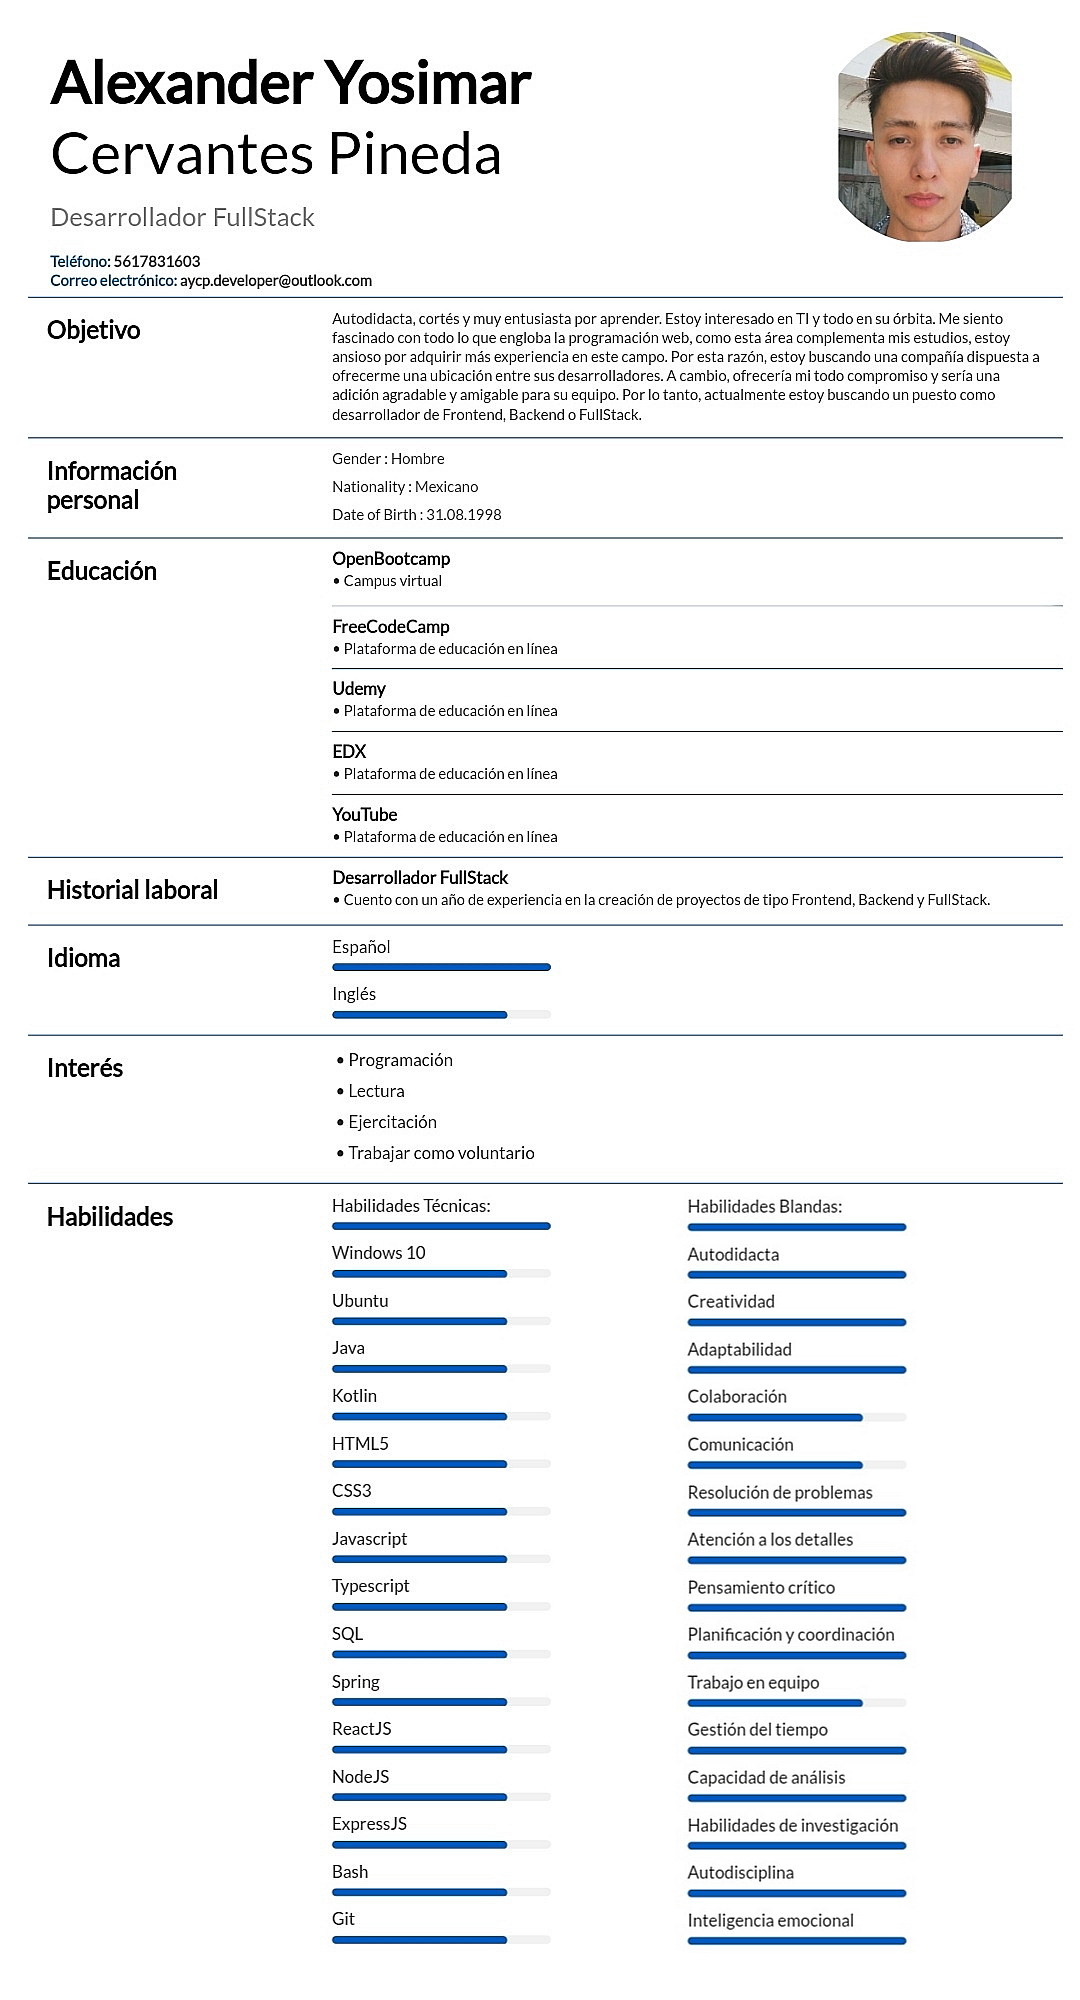 Alexander Yosimar
Cervantes Pineda
Desarrollador FullStack
Teléfono: 5617831603
Correo electrónico: aycp.developer@outlook.com
Objetivo
Autodidacta, cortés y muy entusiasta por aprender. Estoy interesado en TI y todo en su órbita. Me siento
fascinado con todo lo que engloba la programación web, como esta área complementa mis estudios, estoy
ansioso por adquirir más experiencia en este campo. Por esta razón, estoy buscando una compañía dispuesta a
ofrecerme una ubicación entre sus desarrolladores. A cambio, ofrecería mi todo compromiso y sería una
adición agradable y amigable para su equipo. Por lo tanto, actualmente estoy buscando un puesto como
desarrollador de Frontend, Backend o FullStack.
Información
personal
Gender : Hombre
Nationality : Mexicano
Date of Birth : 31.08.1998
Educación
OpenBootcamp
• Campus virtual
FreeCodeCamp
• Plataforma de educación en línea
Udemy
• Plataforma de educación en línea
EDX
• Plataforma de educación en línea
YouTube
• Plataforma de educación en línea
Historial laboral
Desarrollador FullStack
• Cuento con un año de experiencia en la creación de proyectos de tipo Frontend, Backend y FullStack.
Idioma
Español
Inglés
Interés
• Programación
• Lectura
• Ejercitación
• Trabajar como voluntario
Habilidades
Habilidades Técnicas:
Windows 10
Ubuntu
Java
Kotlin
HTML5
CSS3
Javascript
Typescript
SQL
Spring
ReactJS
NodeJS
ExpressJS
Bash
Git
Habilidades Blandas:
Autodidacta
Creatividad
Adaptabilidad
Colaboración
Comunicación
Resolución de problemas
Atención a los detalles
Pensamiento crítico
Planificación y coordinación
Trabajo en equipo
Gestión del tiempo
Capacidad de análisis
Habilidades de investigación
Autodisciplina
Inteligencia emocional